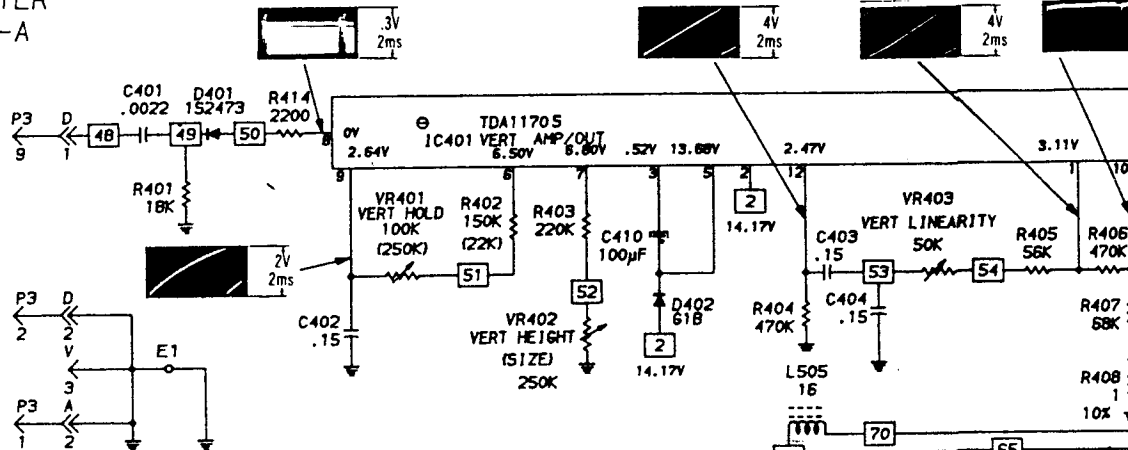 TER
-A
.3V
2ms
4V
2ms
4V
2ms
P3
9
D
1
48
C401
.0022
49
D401
1S2473
50
R414
2200
8
0V
⊖ TDA1170S
IC401 VERT AMP/OUT
2.64V
6.50V
6.80V
.52V
13.68V
2.47V
3.11V
9
6
7
3
5
2
12
1
10
R401
18K
VR401
VERT HOLD
100K
(250K)
R402
150K
(22K)
51
R403
220K
52
C410
100µF
2
14.17V
D402
G1B
2
14.17V
C403
.15
53
VR403
VERT LINEARITY
50K
54
R405
56K
R406
470K
2V
2ms
C402
.15
VR402
VERT HEIGHT
(SIZE)
250K
R404
470K
C404
.15
R407
68K
R408
1
10%
P3
2
D
2
V
3
E1
P3
1
A
2
L505
16
70